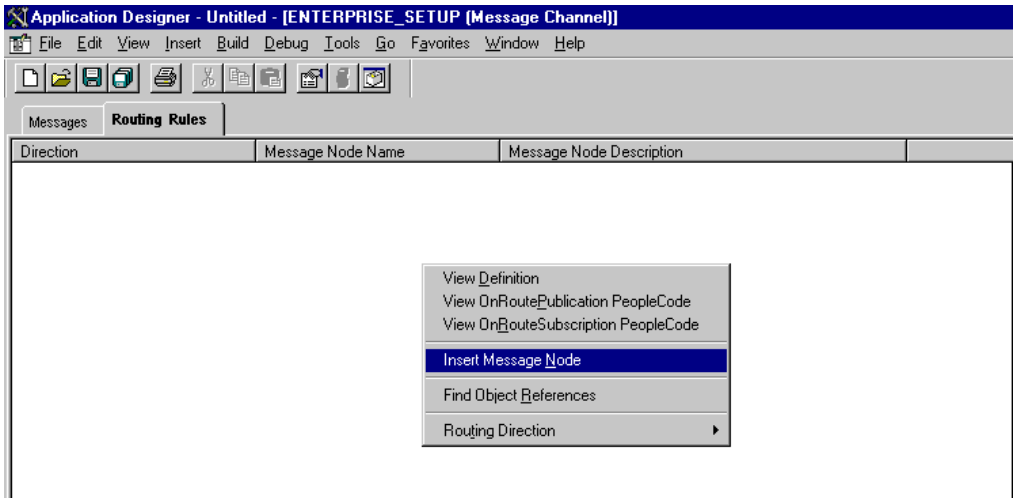 Application Designer - Untitled - [ENTERPRISE_SETUP (Message Channel)]
File Edit View Insert Build Debug Tools Go Favorites Window Help
Messages Routing Rules
Direction Message Node Name Message Node Description
View Definition
View OnRoutePublication PeopleCode
View OnRouteSubscription PeopleCode
Insert Message Node
Find Object References
Routing Direction